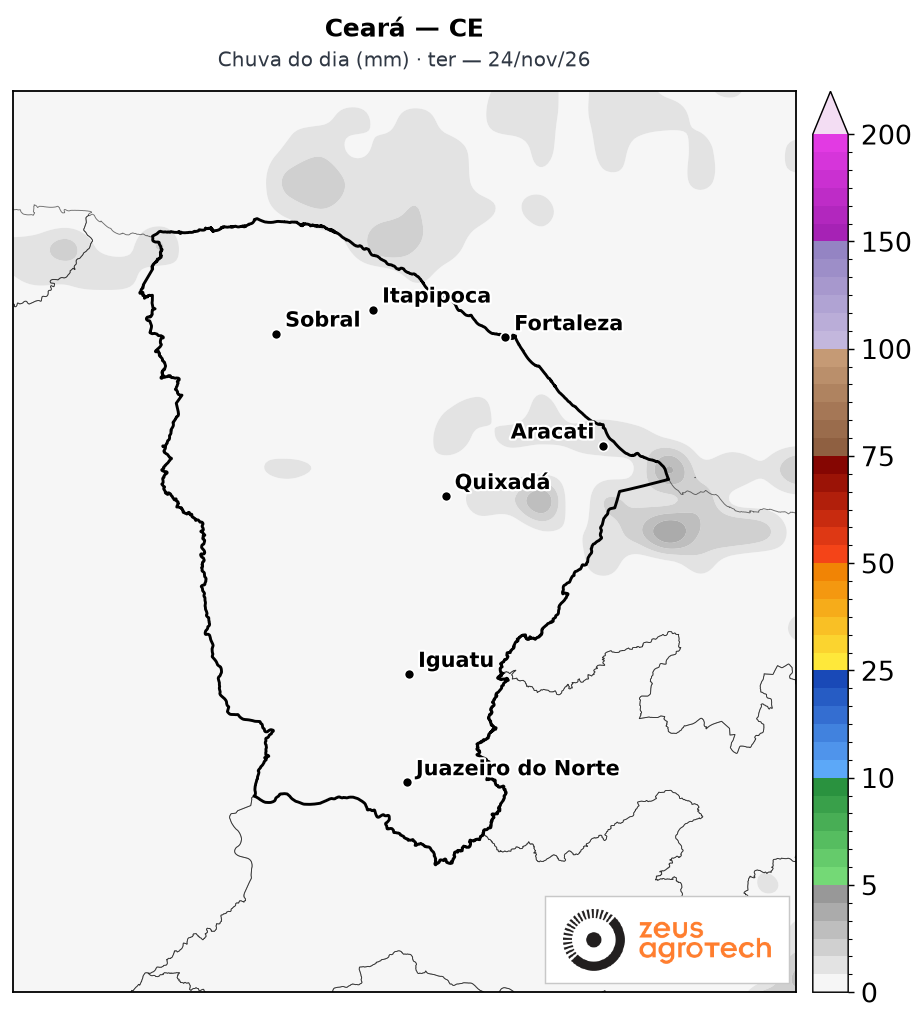 Ceará — CE
Chuva do dia (mm) · ter — 24/nov/26
Itapipoca
Sobral
Fortaleza
Aracati
Quixadá
Iguatu
Juazeiro do Norte
200
150
100
75
50
25
10
5
0
zeus
agrotech